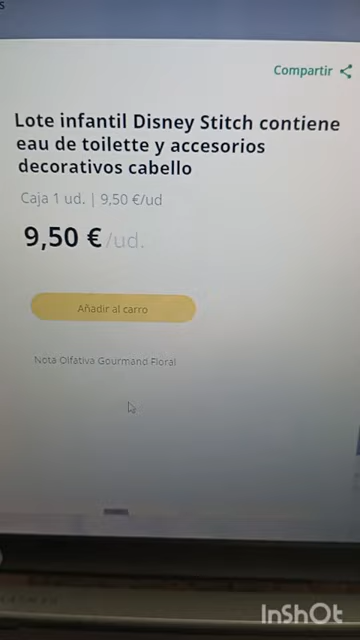 s
Compartir
Lote infantil Disney Stitch contiene
eau de toilette y accesorios
decorativos cabello
Caja 1 ud. | 9,50 €/ud
9,50 €/ud.
Añadir al carro
Nota Olfativa Gourmand Floral
InShOt